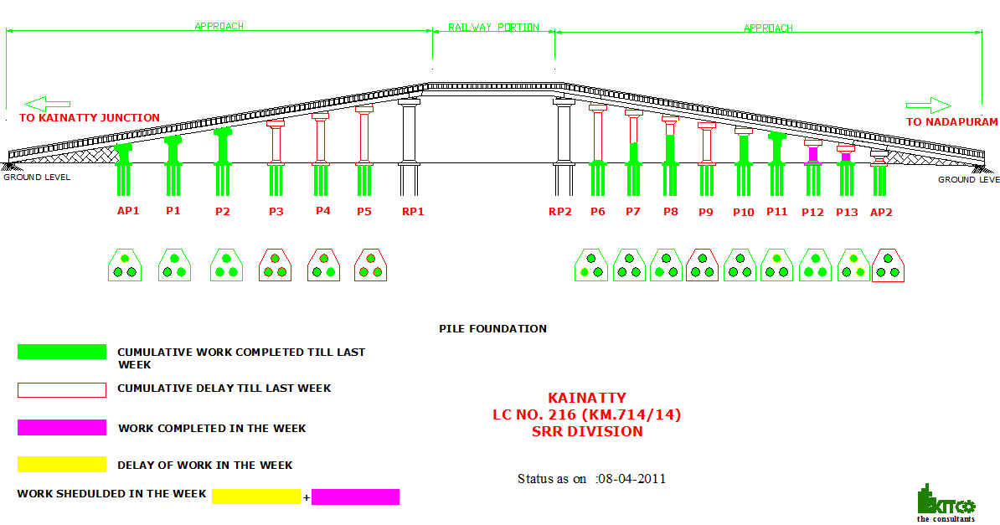 APPROACH
RAILWAY PORTION
APPROACH
TO KAINATTY JUNCTION
TO NADAPURAM
GROUND LEVEL
GROUND LEVE
AP1 P1 P2 P3 P4 P5 RP1 RP2 P6 P7 P8 P9 P10 P11 P12 P13 AP2
PILE FOUNDATION
CUMULATIVE WORK COMPLETED TILL LAST
WEEK
CUMULATIVE DELAY TILL LAST WEEK
WORK COMPLETED IN THE WEEK
DELAY OF WORK IN THE WEEK
WORK SHEDULDED IN THE WEEK
+
KAINATTY
LC NO. 216 (KM.714/14)
SRR DIVISION
Status as on :08-04-2011
KITCO
the consultants